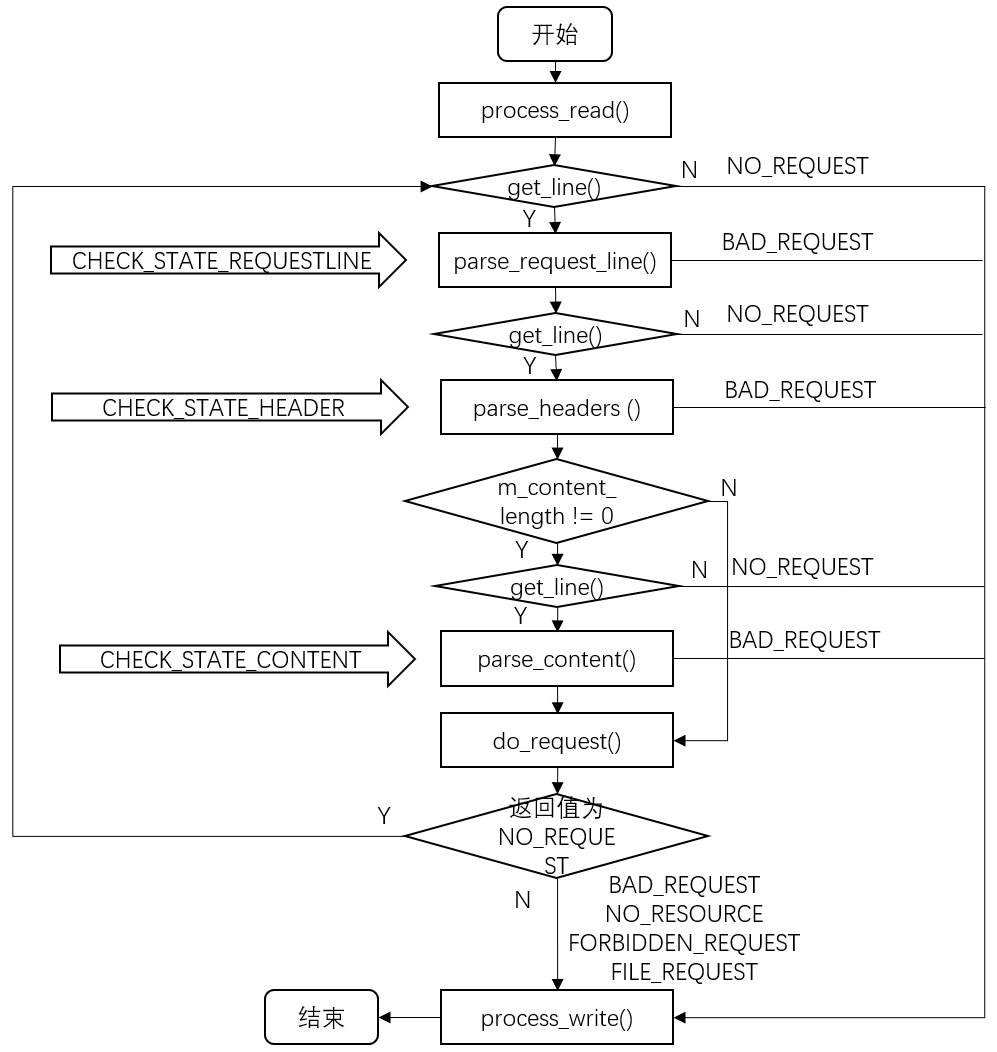 开始
process_read()
N
NO_REQUEST
get_line()
Y
BAD_REQUEST
CHECK_STATE_REQUESTLINE
parse_request_line()
N
NO_REQUEST
get_line()
Y
BAD_REQUEST
CHECK_STATE_HEADER
parse_headers ()
m_content_
length != 0
N
Y
get_line()
N
NO_REQUEST
Y
BAD_REQUEST
CHECK_STATE_CONTENT
parse_content()
do_request()
Y
返回值为
NO_REQUE
ST
N
BAD_REQUEST
NO_RESOURCE
FORBIDDEN_REQUEST
FILE_REQUEST
结束
process_write()